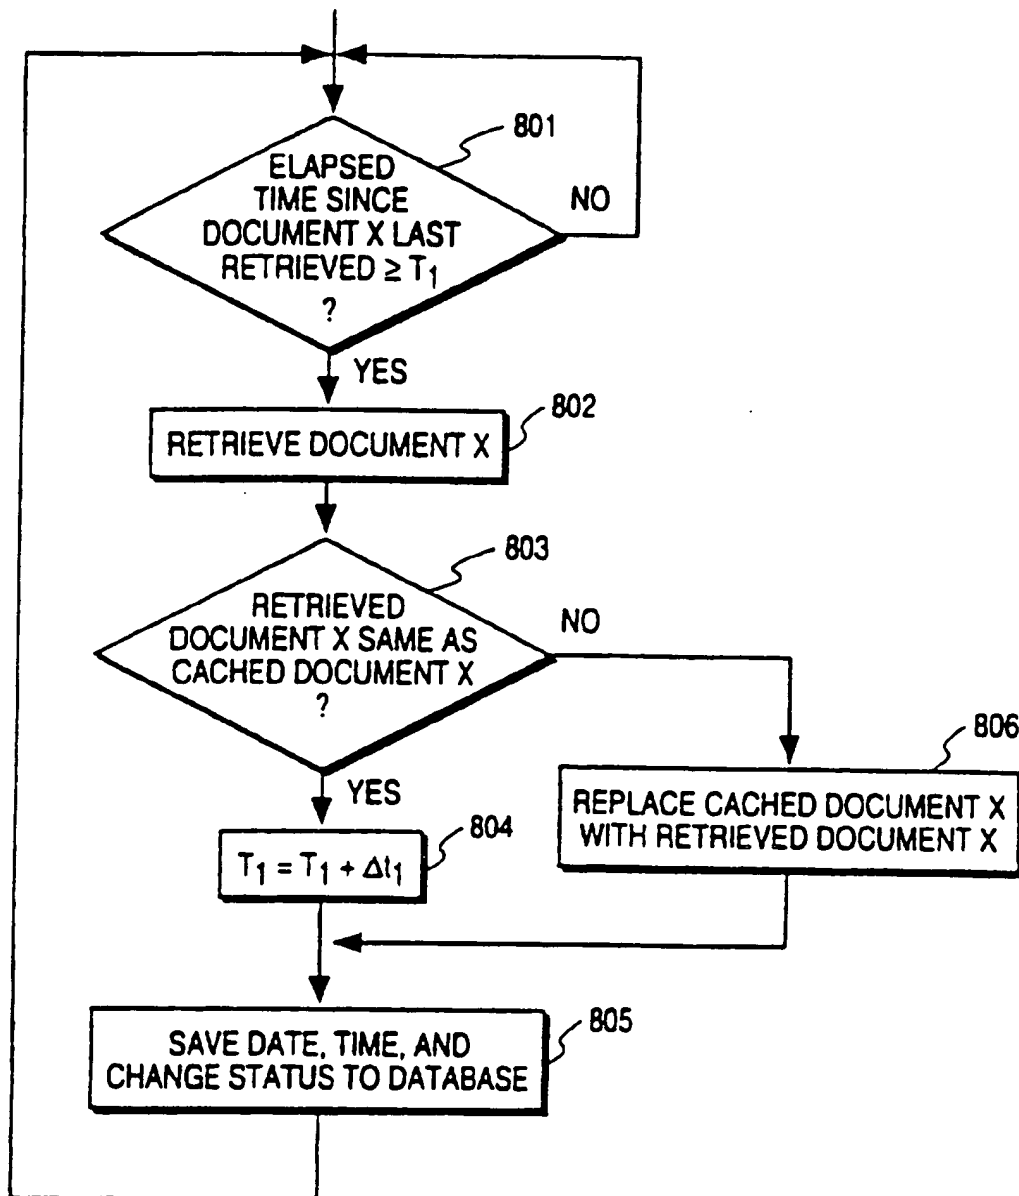 801
ELAPSED
TIME SINCE
DOCUMENT X LAST
RETRIEVED ≥ T₁
?
NO
YES
802
RETRIEVE DOCUMENT X
803
RETRIEVED
DOCUMENT X SAME AS
CACHED DOCUMENT X
?
NO
YES
806
REPLACE CACHED DOCUMENT X
WITH RETRIEVED DOCUMENT X
804
T₁ = T₁ + Δt₁
805
SAVE DATE, TIME, AND
CHANGE STATUS TO DATABASE